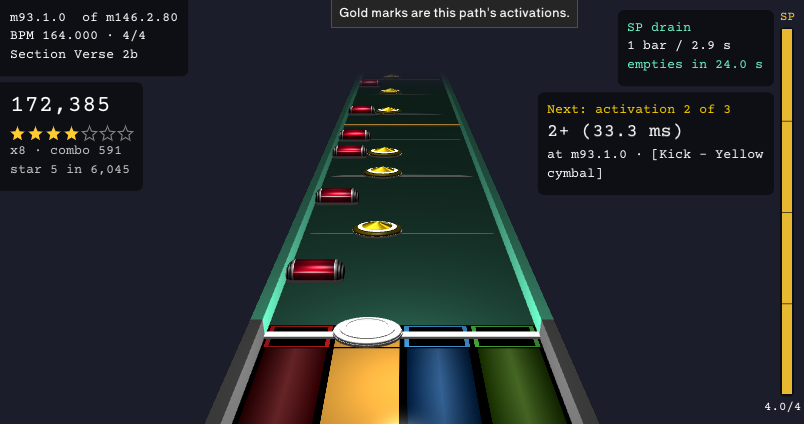 m93.1.0  of m146.2.80
BPM 164.000 · 4/4
Section Verse 2b
Gold marks are this path's activations.
SP
SP drain
1 bar / 2.9 s
empties in 24.0 s
172,385
x8 · combo 591
star 5 in 6,045
Next: activation 2 of 3
2+ (33.3 ms)
at m93.1.0 · [Kick - Yellow
cymbal]
4.0/4